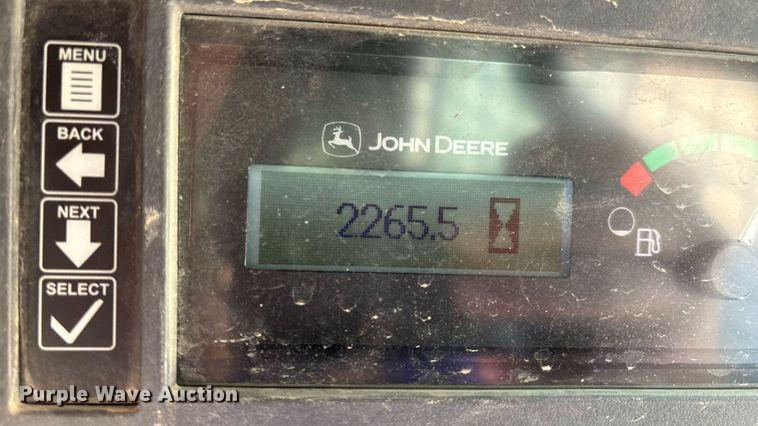 MENU
BACK
NEXT
SELECT
JOHN DEERE
2265.5
Purple Wave Auction